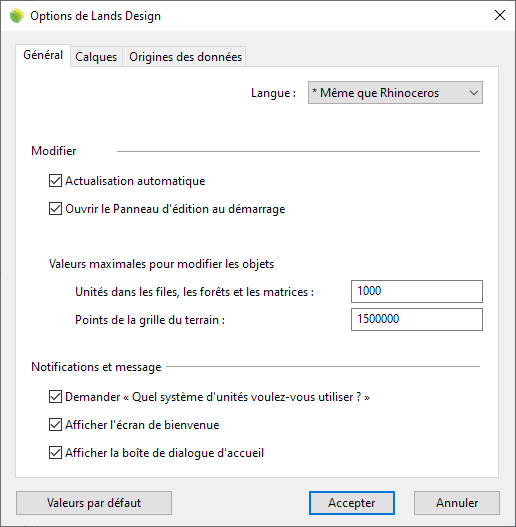 Options de Lands Design
Général Calques Origines des données
Langue : * Même que Rhinoceros
Modifier
Actualisation automatique
Ouvrir le Panneau d'édition au démarrage
Valeurs maximales pour modifier les objets
Unités dans les files, les forêts et les matrices : 1000
Points de la grille du terrain : 1500000
Notifications et message
Demander « Quel système d'unités voulez-vous utiliser ? »
Afficher l'écran de bienvenue
Afficher la boîte de dialogue d'accueil
Valeurs par défaut Accepter Annuler